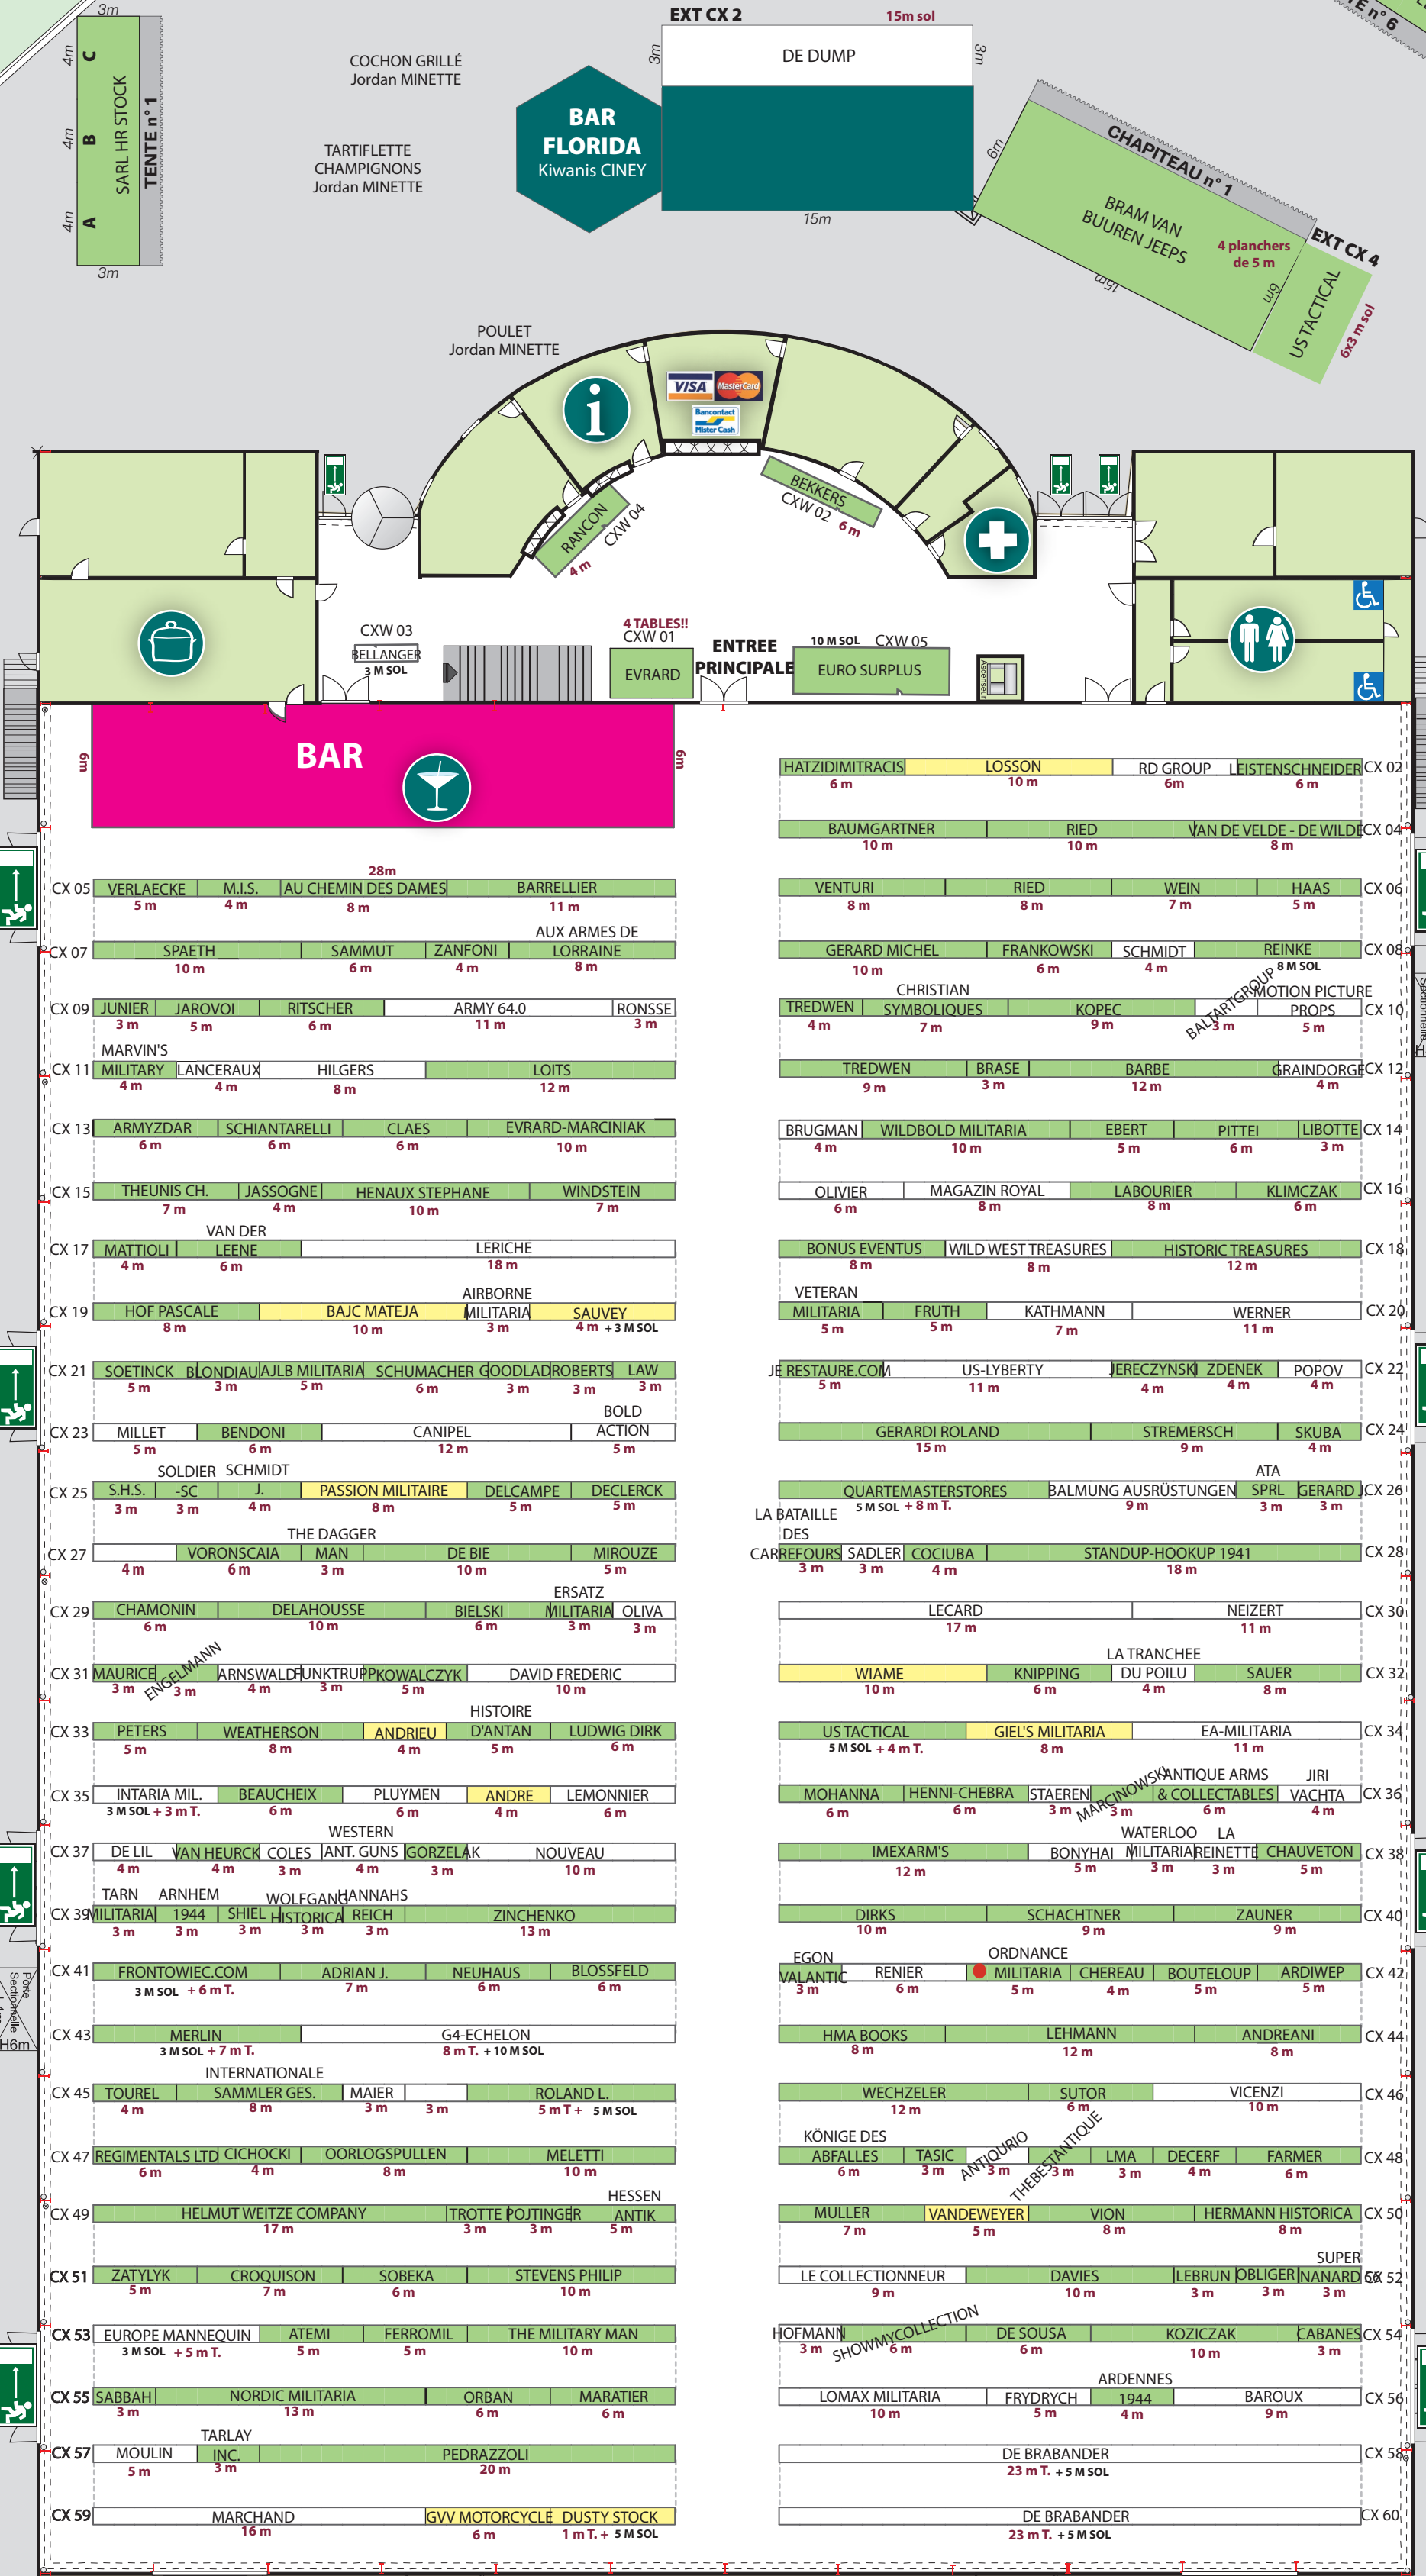 3m
4m
C
4m
B
4m
A
SARL HR STOCK
TENTE n° 1
3m
COCHON GRILLÉ
Jordan MINETTE
TARTIFLETTE
CHAMPIGNONS
Jordan MINETTE
BAR
FLORIDA
Kiwanis CINEY
EXT CX 2
15m sol
3m
DE DUMP
3m
15m
TE n° 6
6m
CHAPITEAU n° 1
BRAM VAN
BUUREN JEEPS
4 planchers
de 5 m
15m
6m
EXT CX 4
US TACTICAL
6x3 m sol
POULET
Jordan MINETTE
VISA
MasterCard
Bancontact
Mister Cash
RANCON
CXW 04
4 m
BEKKERS
CXW 02
6 m
CXW 03
BELLANGER
3 M SOL
4 TABLES!!
CXW 01
EVRARD
ENTREE
PRINCIPALE
10 M SOL CXW 05
EURO SURPLUS
Ascenseur
BAR
6m
6m
28m
HATZIDIMITRACIS LOSSON RD GROUP LEISTENSCHNEIDER CX 02
6 m 10 m 6m 6 m
BAUMGARTNER RIED VAN DE VELDE - DE WILDE CX 04
10 m 10 m 8 m
CX 05 VERLAECKE M.I.S. AU CHEMIN DES DAMES BARRELLIER
5 m 4 m 8 m 11 m
VENTURI RIED WEIN HAAS CX 06
8 m 8 m 7 m 5 m
AUX ARMES DE
CX 07 SPAETH SAMMUT ZANFONI LORRAINE
10 m 6 m 4 m 8 m
GERARD MICHEL FRANKOWSKI SCHMIDT REINKE CX 08
10 m 6 m 4 m 8 M SOL
CX 09 JUNIER JAROVOI RITSCHER ARMY 64.0 RONSSE
3 m 5 m 6 m 11 m 3 m
CHRISTIAN BALTARTGROUP MOTION PICTURE
TREDWEN SYMBOLIQUES KOPEC PROPS CX 10
4 m 7 m 9 m 3 m 5 m
MARVIN'S
CX 11 MILITARY LANCERAUX HILGERS LOITS
4 m 4 m 8 m 12 m
TREDWEN BRASE BARBE GRAINDORGE CX 12
9 m 3 m 12 m 4 m
CX 13 ARMYZDAR SCHIANTARELLI CLAES EVRARD-MARCINIAK
6 m 6 m 6 m 10 m
BRUGMAN WILDBOLD MILITARIA EBERT PITTEI LIBOTTE CX 14
4 m 10 m 5 m 6 m 3 m
CX 15 THEUNIS CH. JASSOGNE HENAUX STEPHANE WINDSTEIN
7 m 4 m 10 m 7 m
OLIVIER MAGAZIN ROYAL LABOURIER KLIMCZAK CX 16
6 m 8 m 8 m 6 m
VAN DER
CX 17 MATTIOLI LEENE LERICHE
4 m 6 m 18 m
BONUS EVENTUS WILD WEST TREASURES HISTORIC TREASURES CX 18
8 m 8 m 12 m
AIRBORNE
CX 19 HOF PASCALE BAJC MATEJA MILITARIA SAUVEY
8 m 10 m 3 m 4 m + 3 M SOL
VETERAN
MILITARIA FRUTH KATHMANN WERNER CX 20
5 m 5 m 7 m 11 m
CX 21 SOETINCK BLONDIAU AJLB MILITARIA SCHUMACHER GOODLAD ROBERTS LAW
5 m 3 m 5 m 6 m 3 m 3 m 3 m
JE RESTAURE.COM US-LYBERTY JERECZYNSKI ZDENEK POPOV CX 22
5 m 11 m 4 m 4 m 4 m
BOLD
CX 23 MILLET BENDONI CANIPEL ACTION
5 m 6 m 12 m 5 m
GERARDI ROLAND STREMERSCH SKUBA CX 24
15 m 9 m 4 m
SOLDIER SCHMIDT
CX 25 S.H.S. -SC J. PASSION MILITAIRE DELCAMPE DECLERCK
3 m 3 m 4 m 8 m 5 m 5 m
ATA
QUARTEMASTERSTORES BALMUNG AUSRÜSTUNGEN SPRL GERARD J. CX 26
5 M SOL + 8 m T. 9 m 3 m 3 m
THE DAGGER
CX 27 VORONSCAIA MAN DE BIE MIROUZE
4 m 6 m 3 m 10 m 5 m
LA BATAILLE
DES
CARREFOURS SADLER COCIUBA STANDUP-HOOKUP 1941 CX 28
3 m 3 m 4 m 18 m
ERSATZ
CX 29 CHAMONIN DELAHOUSSE BIELSKI MILITARIA OLIVA
6 m 10 m 6 m 3 m 3 m
LECARD NEIZERT CX 30
17 m 11 m
CX 31 MAURICE ENGELMANN ARNSWALD FUNKTRUPP KOWALCZYK DAVID FREDERIC
3 m 3 m 4 m 3 m 5 m 10 m
LA TRANCHEE
WIAME KNIPPING DU POILU SAUER CX 32
10 m 6 m 4 m 8 m
HISTOIRE
CX 33 PETERS WEATHERSON ANDRIEU D'ANTAN LUDWIG DIRK
5 m 8 m 4 m 5 m 6 m
US TACTICAL GIEL'S MILITARIA EA-MILITARIA CX 34
5 M SOL + 4 m T. 8 m 11 m
CX 35 INTARIA MIL. BEAUCHEIX PLUYMEN ANDRE LEMONNIER
3 M SOL + 3 m T. 6 m 6 m 4 m 6 m
MARCINOWSKI ANTIQUE ARMS JIRI
MOHANNA HENNI-CHEBRA STAEREN & COLLECTABLES VACHTA CX 36
6 m 6 m 3 m 3 m 6 m 4 m
WESTERN
CX 37 DE LIL VAN HEURCK COLES ANT. GUNS GORZELAK NOUVEAU
4 m 4 m 3 m 4 m 3 m 10 m
WATERLOO LA
IMEXARM'S BONYHAI MILITARIA REINETTE CHAUVETON CX 38
12 m 5 m 3 m 3 m 5 m
TARN ARNHEM WOLFGANG HANNAHS
CX 39 MILITARIA 1944 SHIEL HISTORICA REICH ZINCHENKO
3 m 3 m 3 m 3 m 3 m 13 m
DIRKS SCHACHTNER ZAUNER CX 40
10 m 9 m 9 m
CX 41 FRONTOWIEC.COM ADRIAN J. NEUHAUS BLOSSFELD
3 M SOL + 6 m T. 7 m 6 m 6 m
EGON ORDNANCE
VALANTIC RENIER MILITARIA CHEREAU BOUTELOUP ARDIWEP CX 42
3 m 6 m 5 m 4 m 5 m 5 m
Porte
Sectionnelle
H6m
CX 43 MERLIN G4-ECHELON
3 M SOL + 7 m T. 8 m T. + 10 M SOL
HMA BOOKS LEHMANN ANDREANI CX 44
8 m 12 m 8 m
INTERNATIONALE
CX 45 TOUREL SAMMLER GES. MAIER ROLAND L.
4 m 8 m 3 m 3 m 5 m T + 5 M SOL
WECHZELER SUTOR VICENZI CX 46
12 m 6 m 10 m
CX 47 REGIMENTALS LTD CICHOCKI OORLOGSPULLEN MELETTI
6 m 4 m 8 m 10 m
KÖNIGE DES
ABFALLES TASIC ANTIQURIO THEBESTANTIQUE LMA DECERF FARMER CX 48
6 m 3 m 3 m 3 m 3 m 4 m 6 m
HESSEN
CX 49 HELMUT WEITZE COMPANY TROTTE POJTINGER ANTIK
17 m 3 m 3 m 5 m
MULLER VANDEWEYER VION HERMANN HISTORICA CX 50
7 m 5 m 8 m 8 m
CX 51 ZATYLYK CROQUISON SOBEKA STEVENS PHILIP
5 m 7 m 6 m 10 m
SUPER
LE COLLECTIONNEUR DAVIES LEBRUN OBLIGER NANARD CX 52
9 m 10 m 3 m 3 m 3 m
CX 53 EUROPE MANNEQUIN ATEMI FERROMIL THE MILITARY MAN
3 M SOL + 5 m T. 5 m 5 m 10 m
HOFMANN SHOWMYCOLLECTION DE SOUSA KOZICZAK CABANES CX 54
3 m 6 m 6 m 10 m 3 m
CX 55 SABBAH NORDIC MILITARIA ORBAN MARATIER
3 m 13 m 6 m 6 m
ARDENNES
LOMAX MILITARIA FRYDRYCH 1944 BAROUX CX 56
10 m 5 m 4 m 9 m
TARLAY
CX 57 MOULIN INC. PEDRAZZOLI
5 m 3 m 20 m
DE BRABANDER CX 58
23 m T. + 5 M SOL
CX 59 MARCHAND GVV MOTORCYCLE DUSTY STOCK
16 m 6 m 1 m T. + 5 M SOL
DE BRABANDER CX 60
23 m T. + 5 M SOL